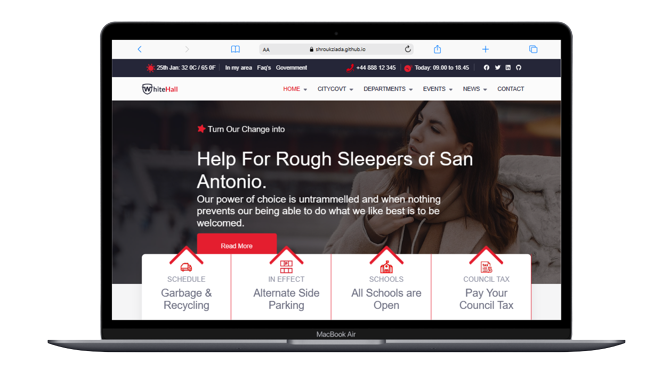 AA shroukziada.github.io
25th Jan: 32 0C / 65 0F In my area Faq's Government +44 888 12 345 Today: 09.00 to 18.45
WhiteHall HOME CITYCOVT DEPARTMENTS EVENTS NEWS CONTACT
Turn Our Change into
Help For Rough Sleepers of San
Antonio.
Our power of choice is untrammelled and when nothing
prevents our being able to do what we like best is to be
welcomed.
Read More
SCHEDULE IN EFFECT SCHOOLS COUNCIL TAX
Garbage & Alternate Side All Schools are Pay Your
Recycling Parking Open Council Tax
MacBook Air